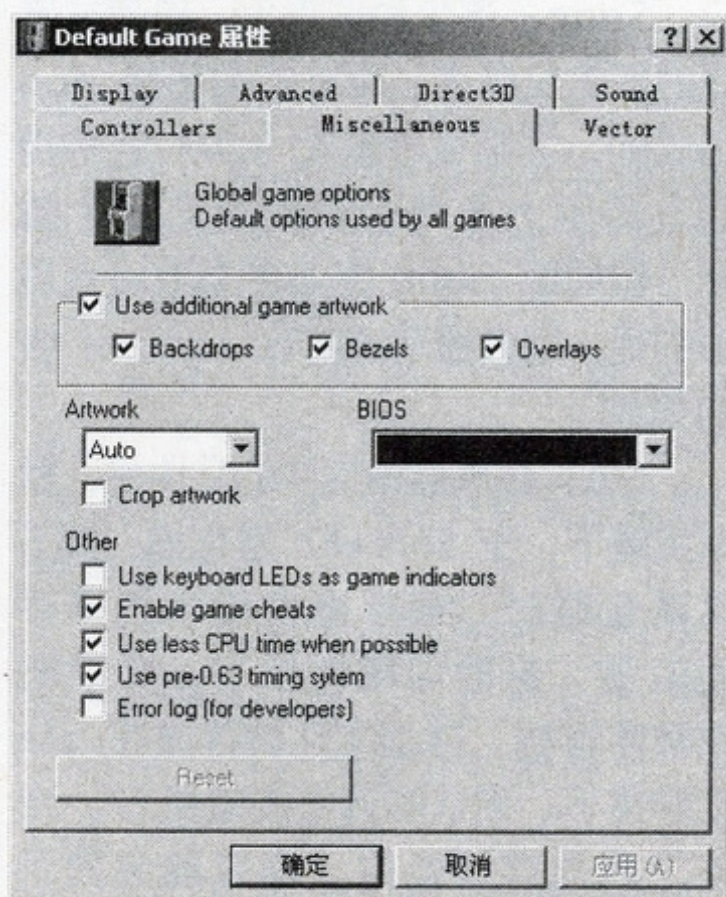 Default Game 属性
Display Advanced Direct3D Sound
Controllers Miscellaneous Vector
Global game options
Default options used by all games
Use additional game artwork
Backdrops Bezels Overlays
Artwork BIOS
Auto
Crop artwork
Other
Use keyboard LEDs as game indicators
Enable game cheats
Use less CPU time when possible
Use pre-0.63 timing sytem
Error log (for developers)
Reset
确定 取消 应用(A)